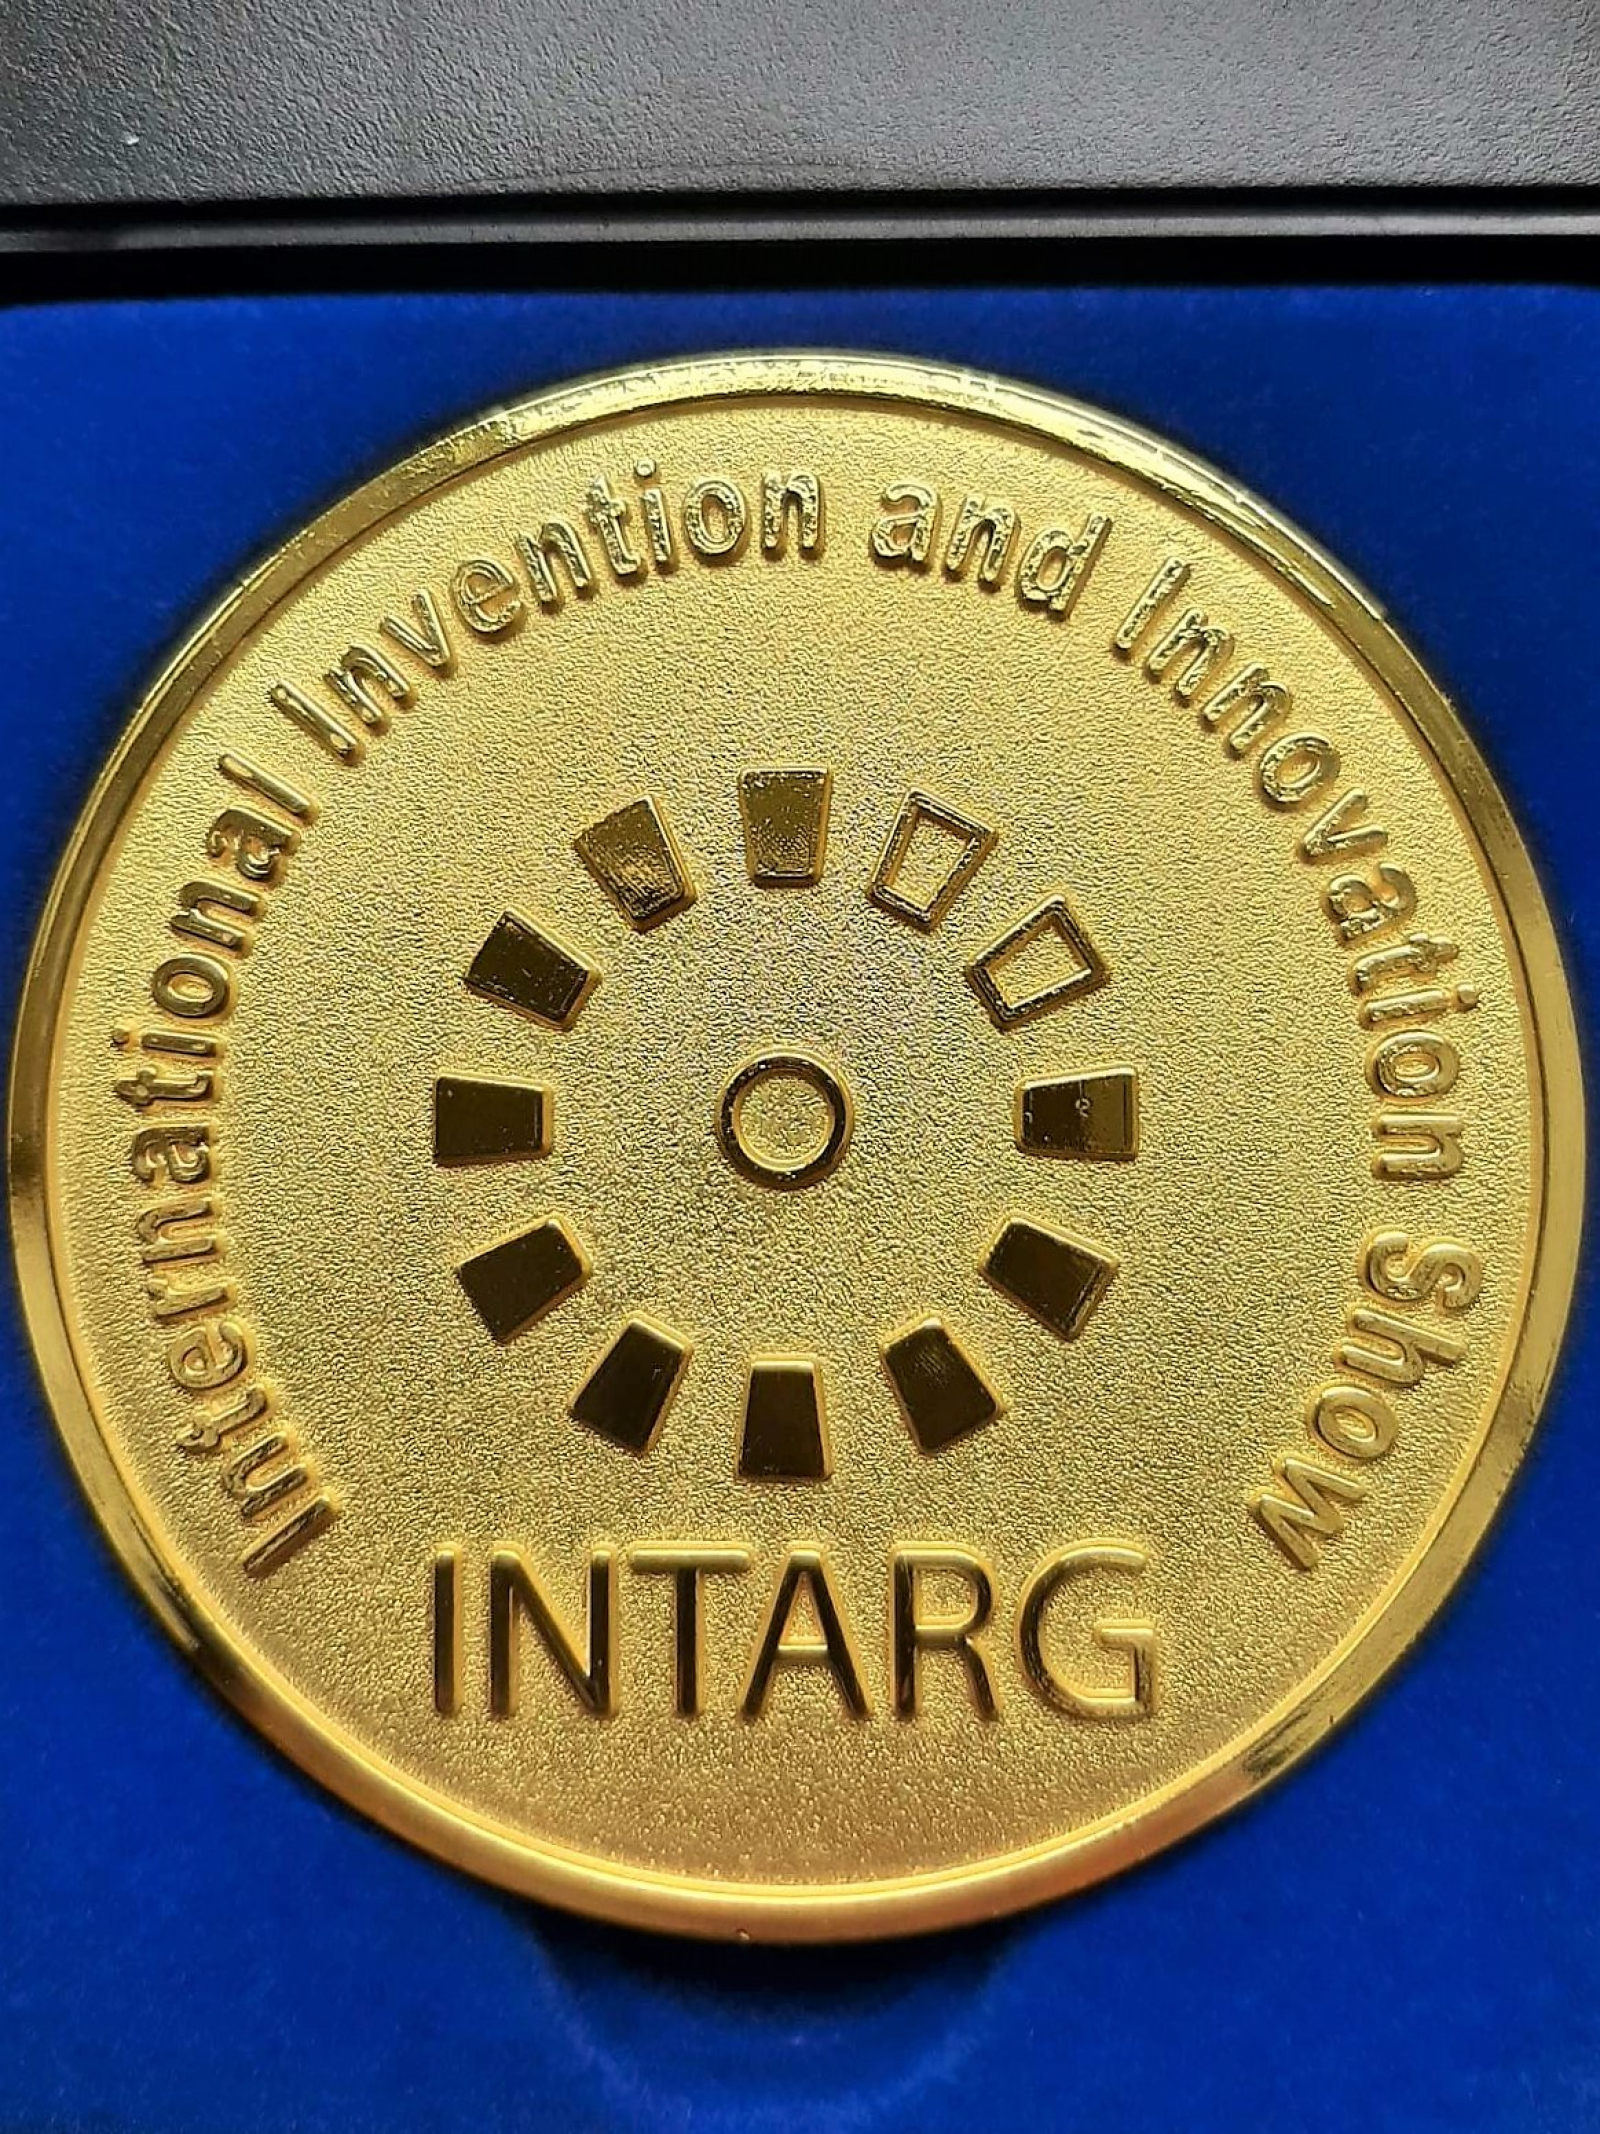 International Invention and Innovation Show
INTARG